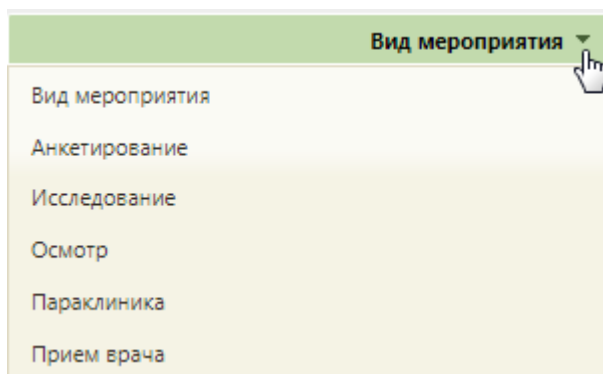 Вид мероприятия
Вид мероприятия
Анкетирование
Исследование
Осмотр
Параклиника
Прием врача